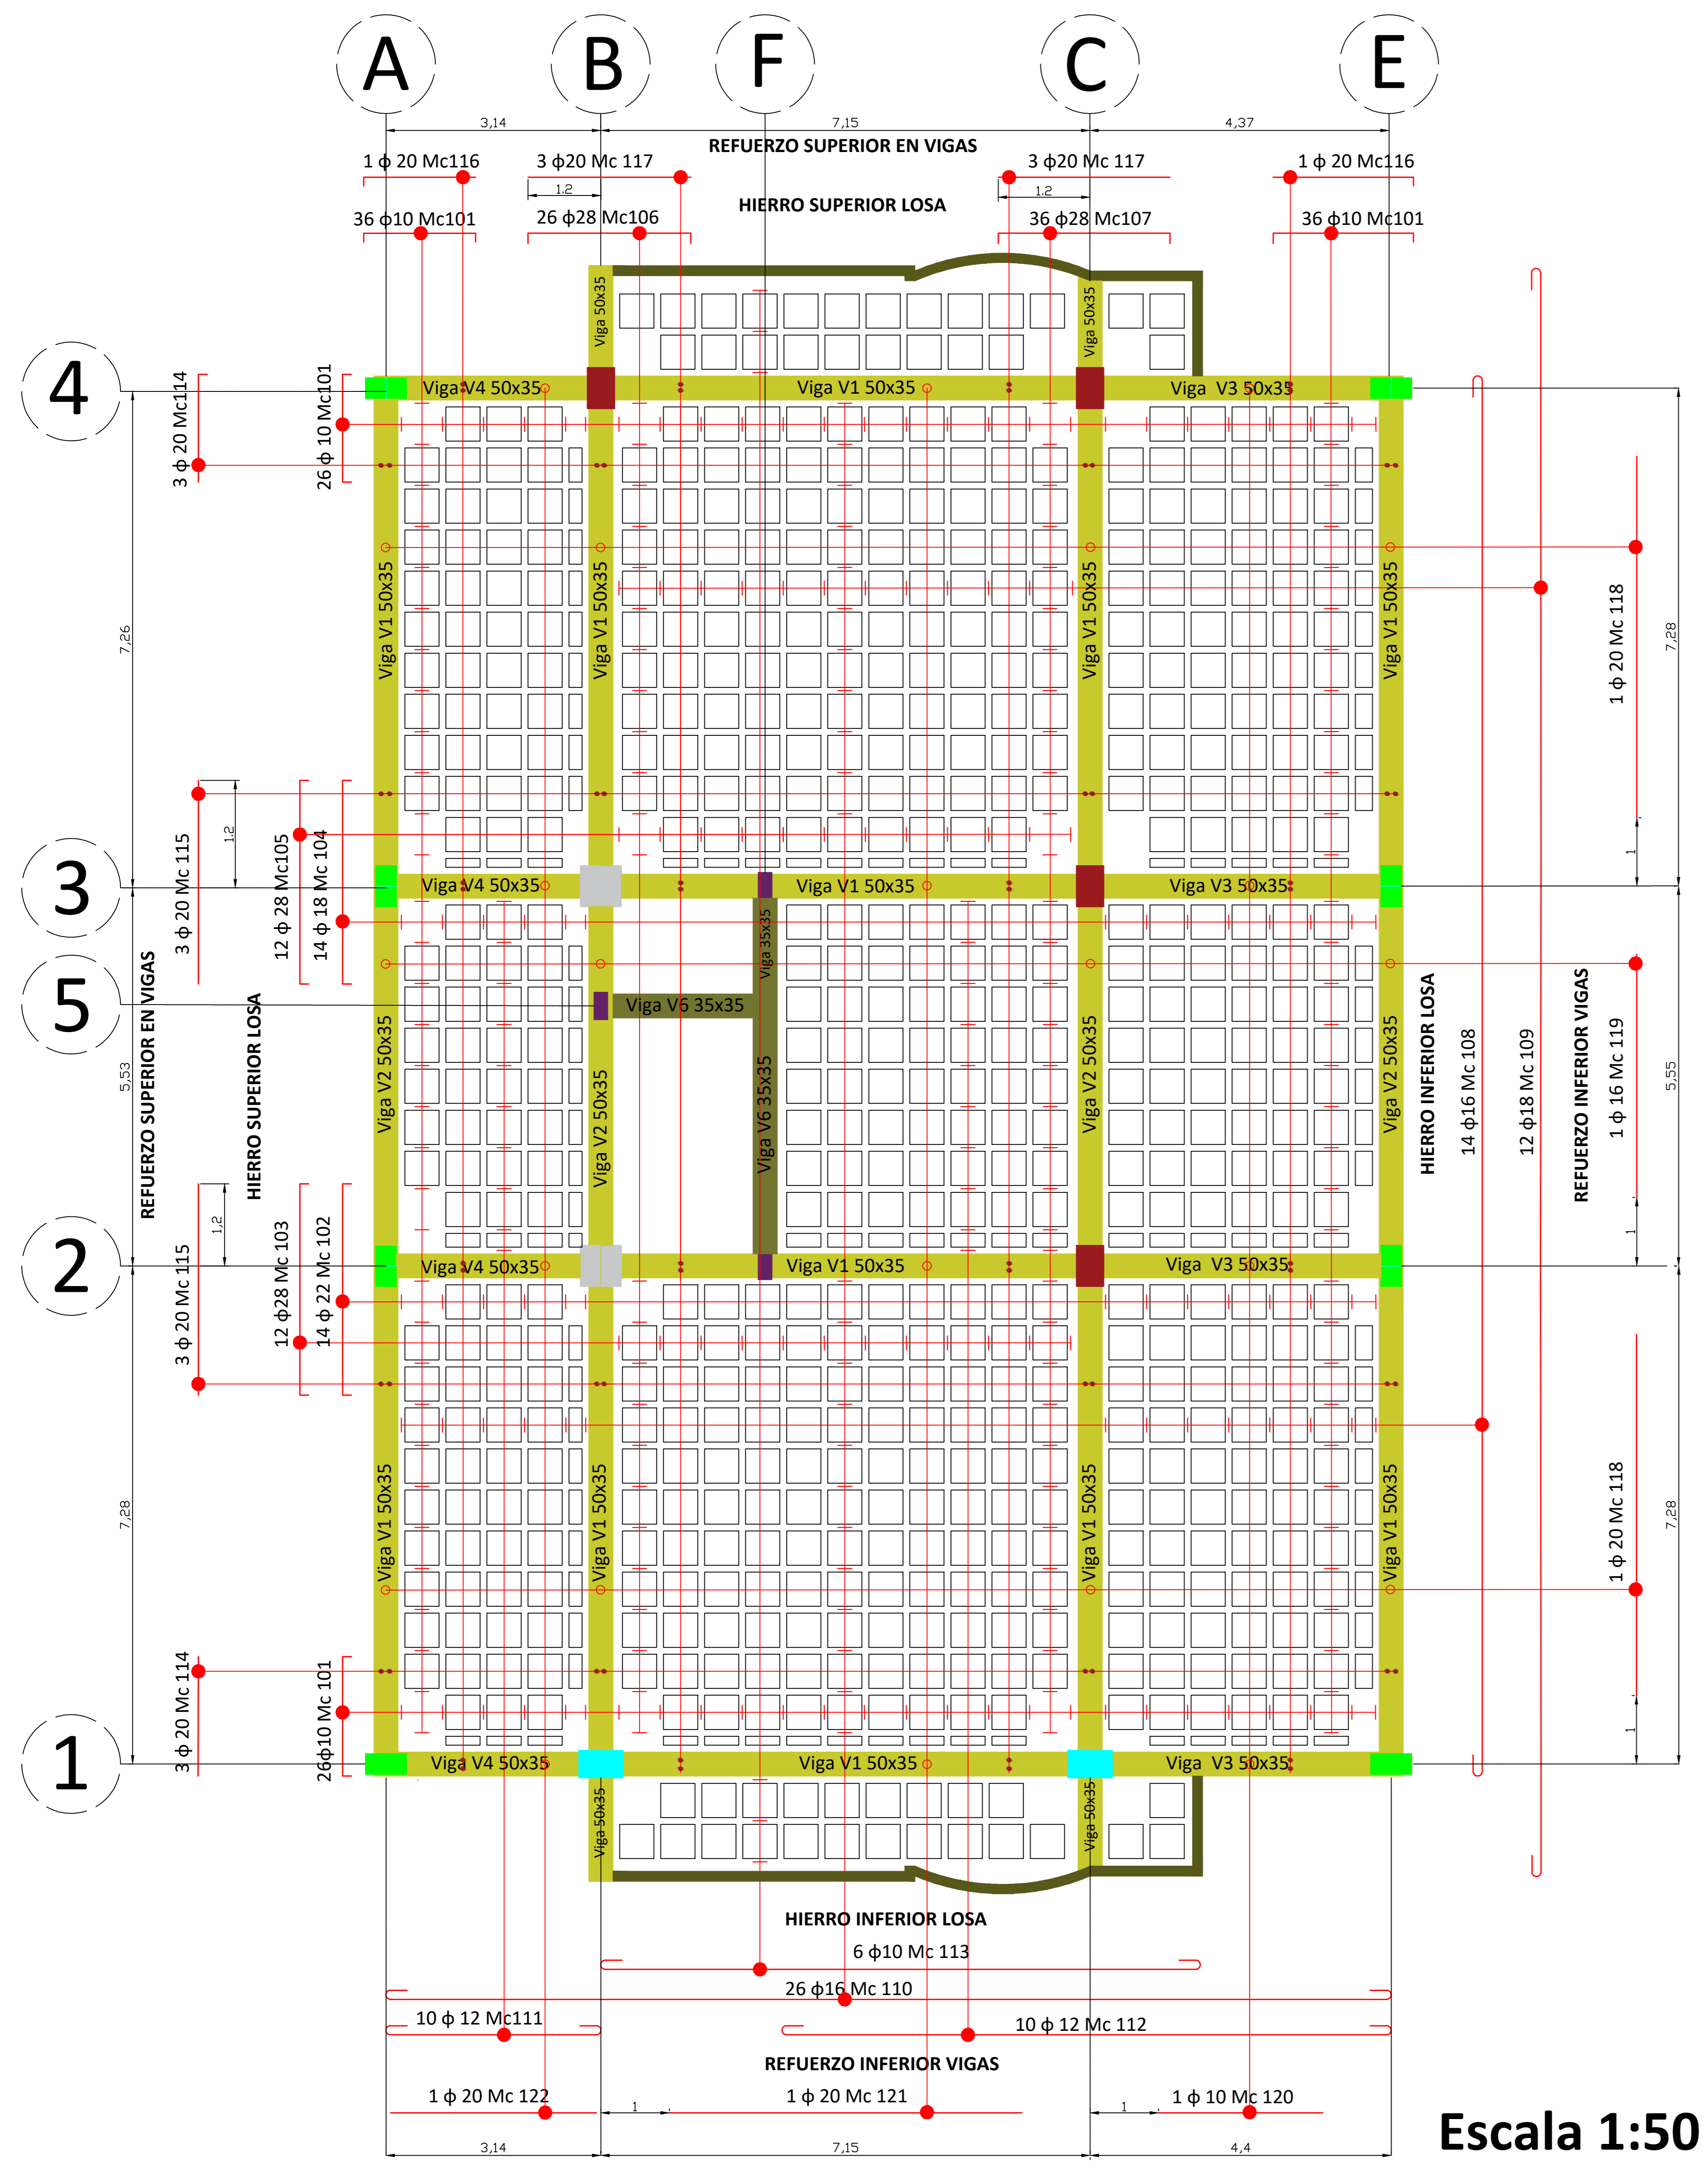 A B F C E
3,14 7,15 4,37
REFUERZO SUPERIOR EN VIGAS
1 ф 20 Mc116 3 ф20 Mc 117 3 ф20 Mc 117 1 ф 20 Mc116
1.2 1.2
HIERRO SUPERIOR LOSA
36 ф10 Mc101 26 ф28 Mc106 36 ф28 Mc107 36 ф10 Mc101
Viga 50x35 Viga 50x35
4
Viga V4 50x35 Viga V1 50x35 Viga V3 50x35
3 ф 20 Mc114
26 ф 10 Mc101
7,26
Viga V1 50x35 Viga V1 50x35 Viga V1 50x35 Viga V1 50x35
1 ф 20 Mc 118
7,28
1.2
1
3 ф 20 Mc 115
12 ф 28 Mc105
14 ф 18 Mc 104
3
Viga V4 50x35 Viga V1 50x35 Viga V3 50x35
Viga 35x35
5
Viga V6 35x35
REFUERZO SUPERIOR EN VIGAS
HIERRO SUPERIOR LOSA
5,53
Viga V2 50x35 Viga V2 50x35 Viga V6 35x35 Viga V2 50x35 Viga V2 50x35
HIERRO INFERIOR LOSA
14 ф16 Mc 108
12 ф18 Mc 109
REFUERZO INFERIOR VIGAS
1 ф 16 Mc 119
5,55
1,2
1
3 ф 20 Mc 115
12 ф28 Mc 103
14 ф 22 Mc 102
2
Viga V4 50x35 Viga V1 50x35 Viga V3 50x35
7,28
Viga V1 50x35 Viga V1 50x35 Viga V1 50x35 Viga V1 50x35
1 ф 20 Mc 118
7,28
3 ф 20 Mc 114
26ф10 Mc 101
1
1
Viga V4 50x35 Viga V1 50x35 Viga V3 50x35
Viga 50x35 Viga 50x35
HIERRO INFERIOR LOSA
6 ф10 Mc 113
26 ф16 Mc 110
10 ф 12 Mc111 10 ф 12 Mc 112
REFUERZO INFERIOR VIGAS
1 ф 20 Mc 122 1 ф 20 Mc 121 1 ф 10 Mc 120
1 1
3,14 7,15 4,4
Escala 1:50